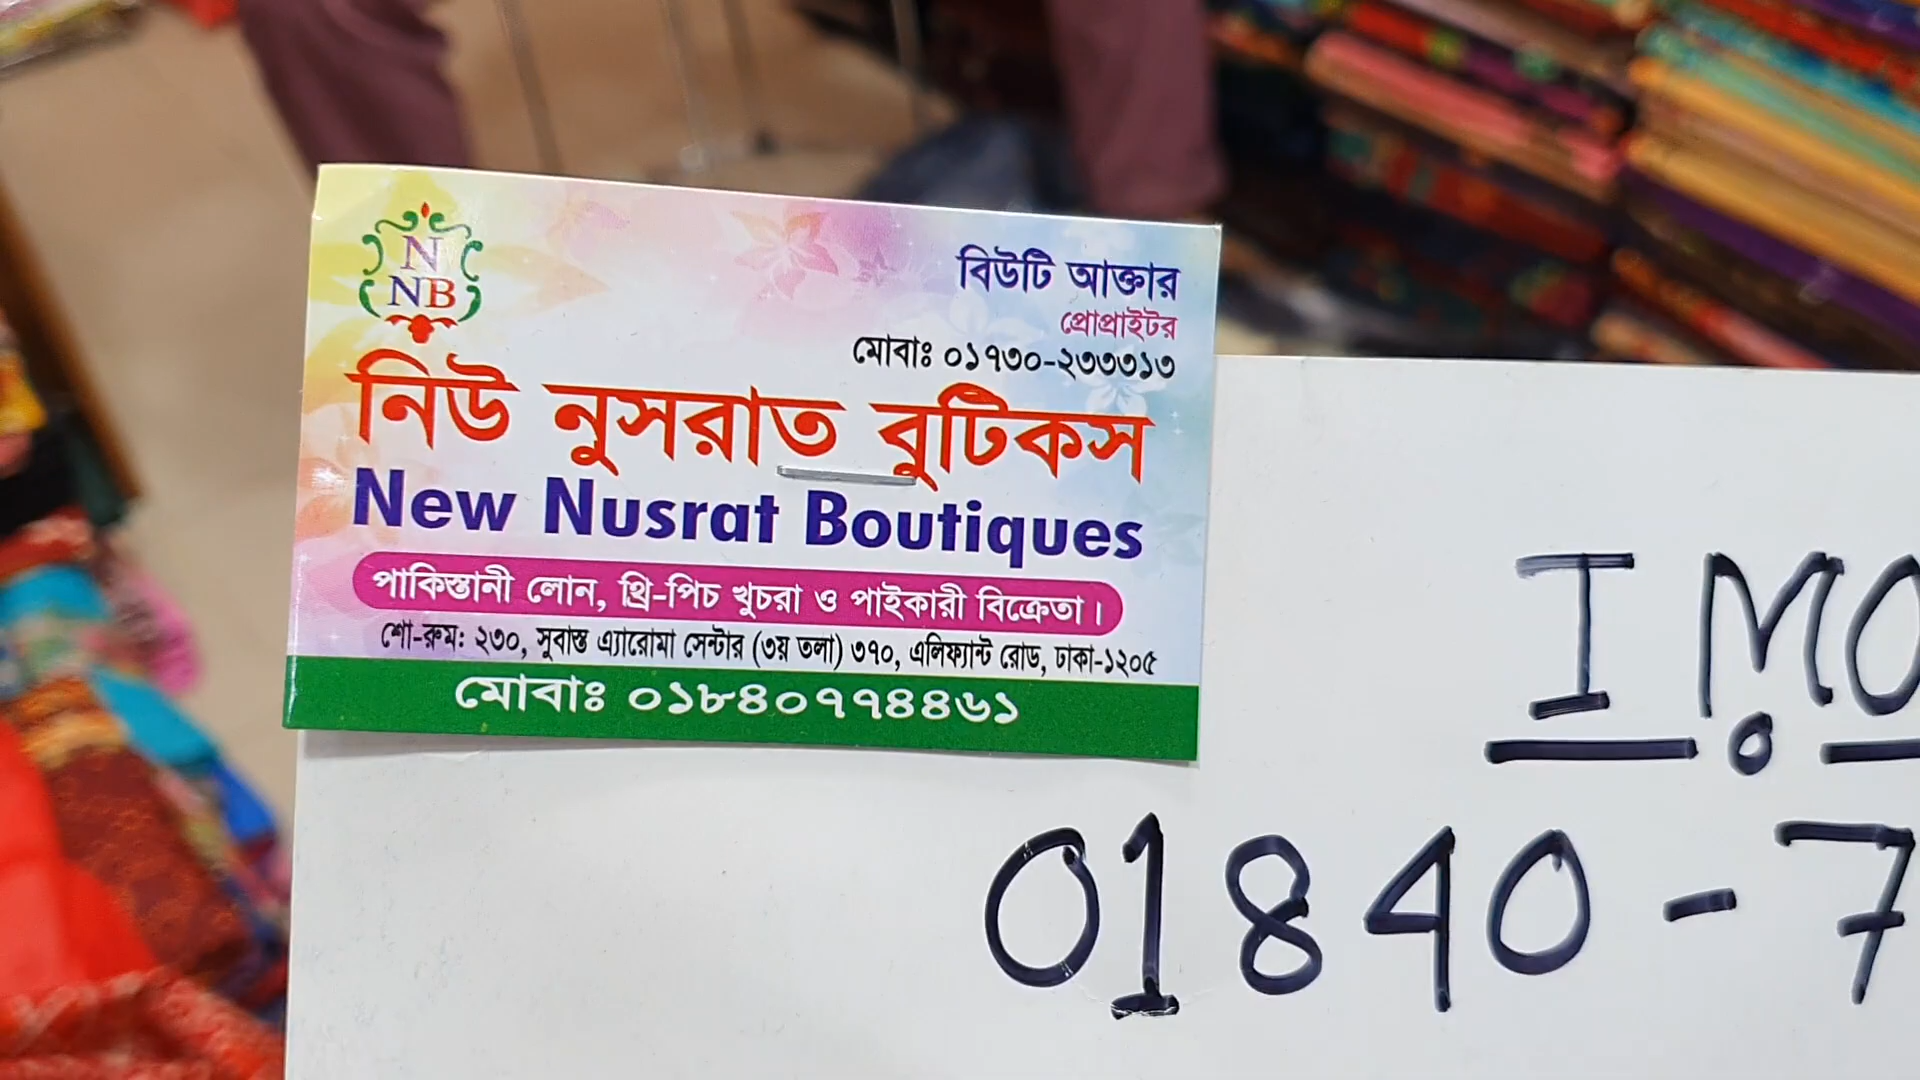 N
NB
বিউটি আক্তার
প্রোপ্রাইটর
মোবাঃ ০১৭৩০-২৩৩৩১৩
নিউ নুসরাত বুটিকস
New Nusrat Boutiques
পাকিস্তানী লোন, থ্রি-পিচ খুচরা ও পাইকারী বিক্রেতা।
শো-রুম: ২৩০, সুবাস্ত এ্যারোমা সেন্টার (৩য় তলা) ৩৭০, এলিফ্যান্ট রোড, ঢাকা-১২০৫
মোবাঃ ০১৮৪০৭৭৪৪৬১
IMO
01840-7